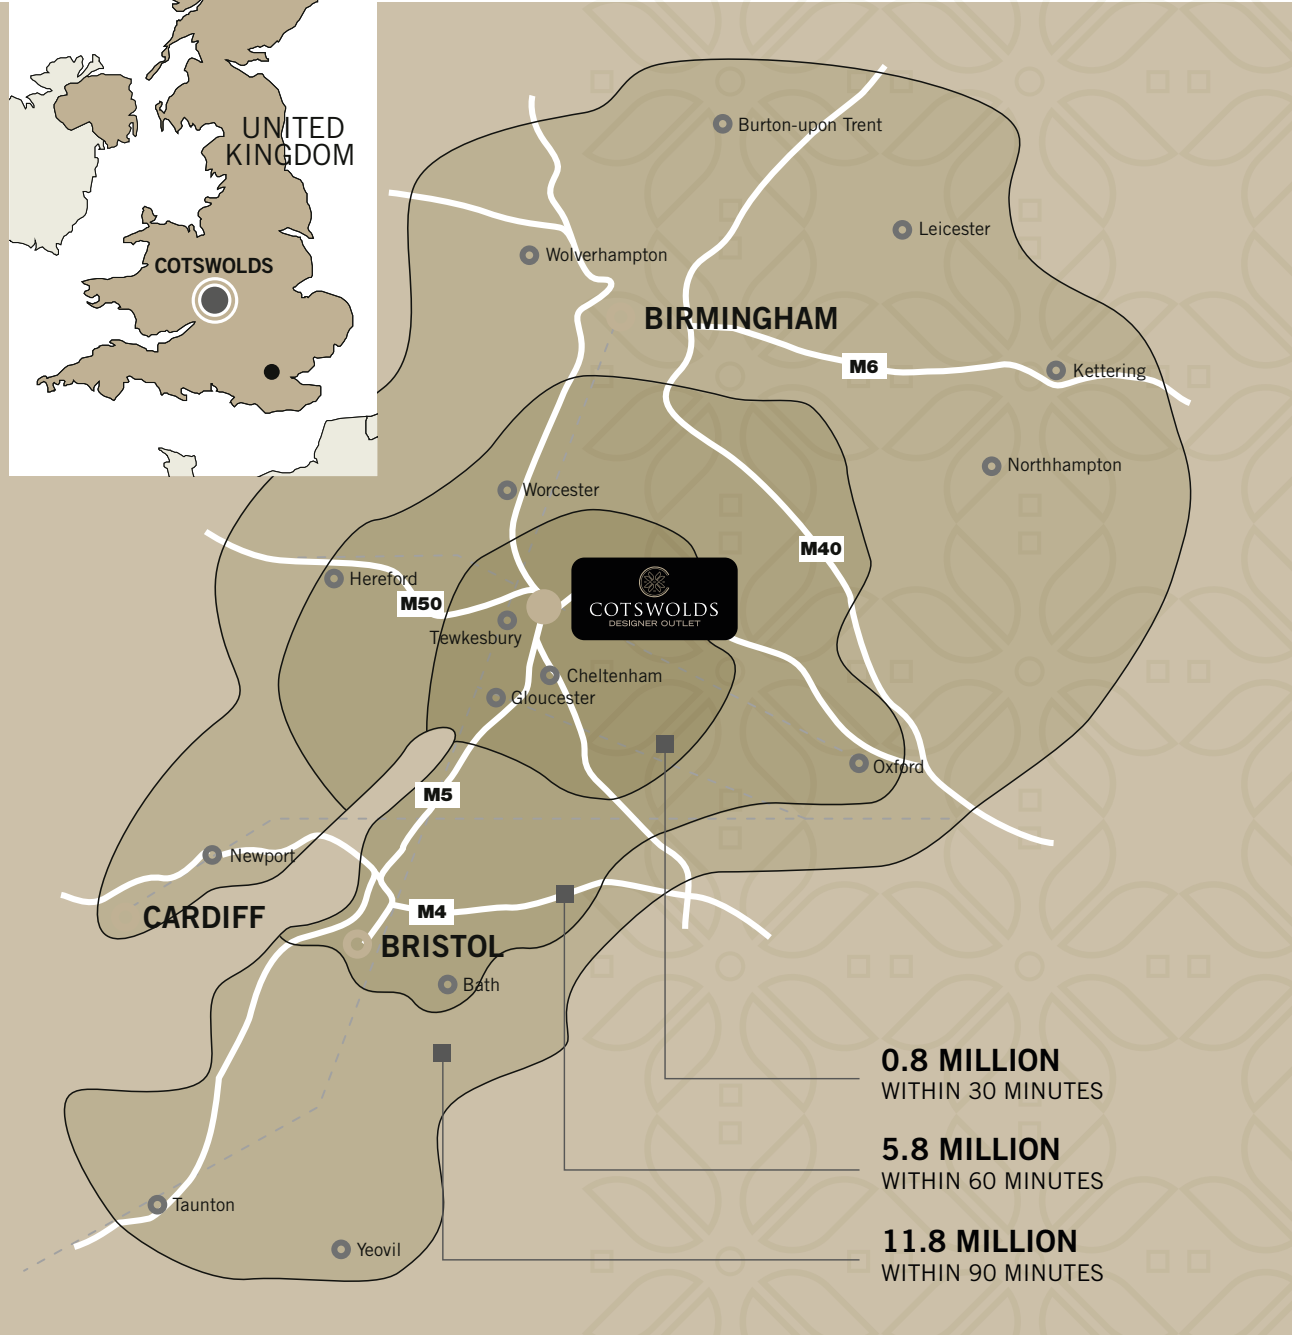 UNITED
KINGDOM
COTSWOLDS
Burton-upon Trent
Leicester
Wolverhampton
BIRMINGHAM
M6
Kettering
Northhampton
Worcester
M40
Hereford
M50
COTSWOLDS
DESIGNER OUTLET
Tewkesbury
Cheltenham
Gloucester
Oxford
M5
Newport
M4
CARDIFF
BRISTOL
Bath
Taunton
Yeovil
0.8 MILLION
WITHIN 30 MINUTES
5.8 MILLION
WITHIN 60 MINUTES
11.8 MILLION
WITHIN 90 MINUTES